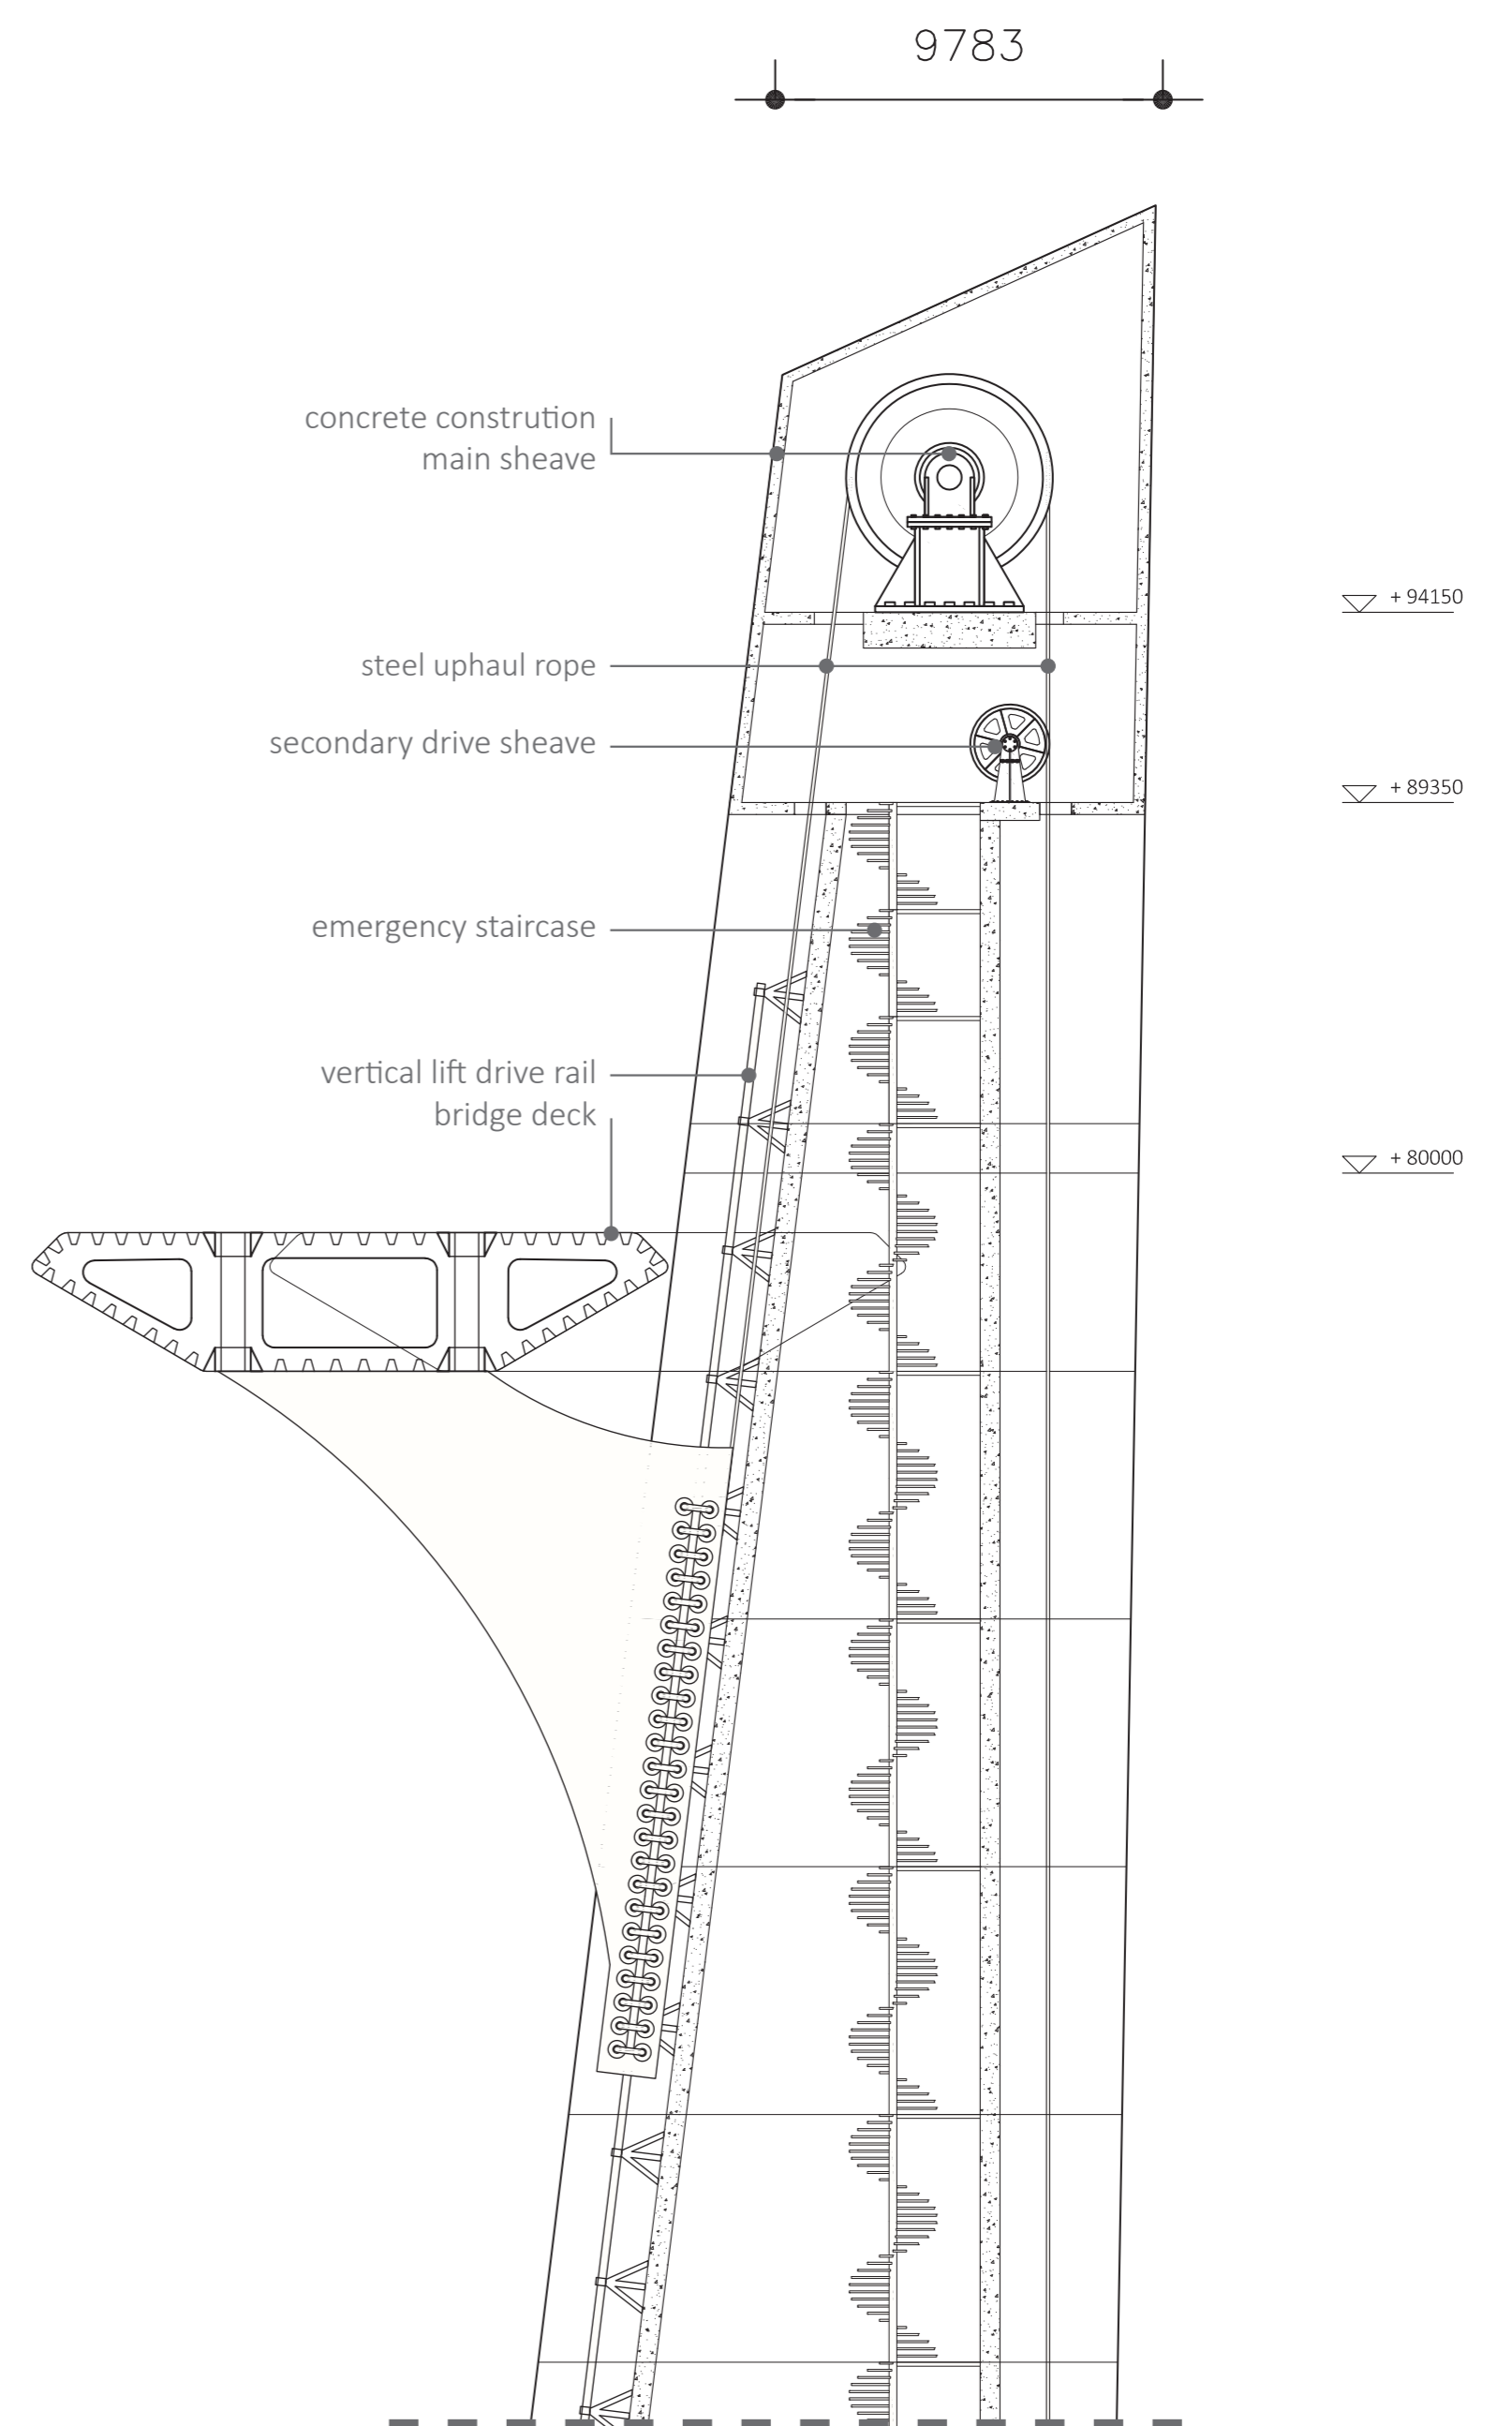 9783
concrete constrution
main sheave
+ 94150
steel uphaul rope
secondary drive sheave
+ 89350
emergency staircase
vertical lift drive rail
bridge deck
+ 80000